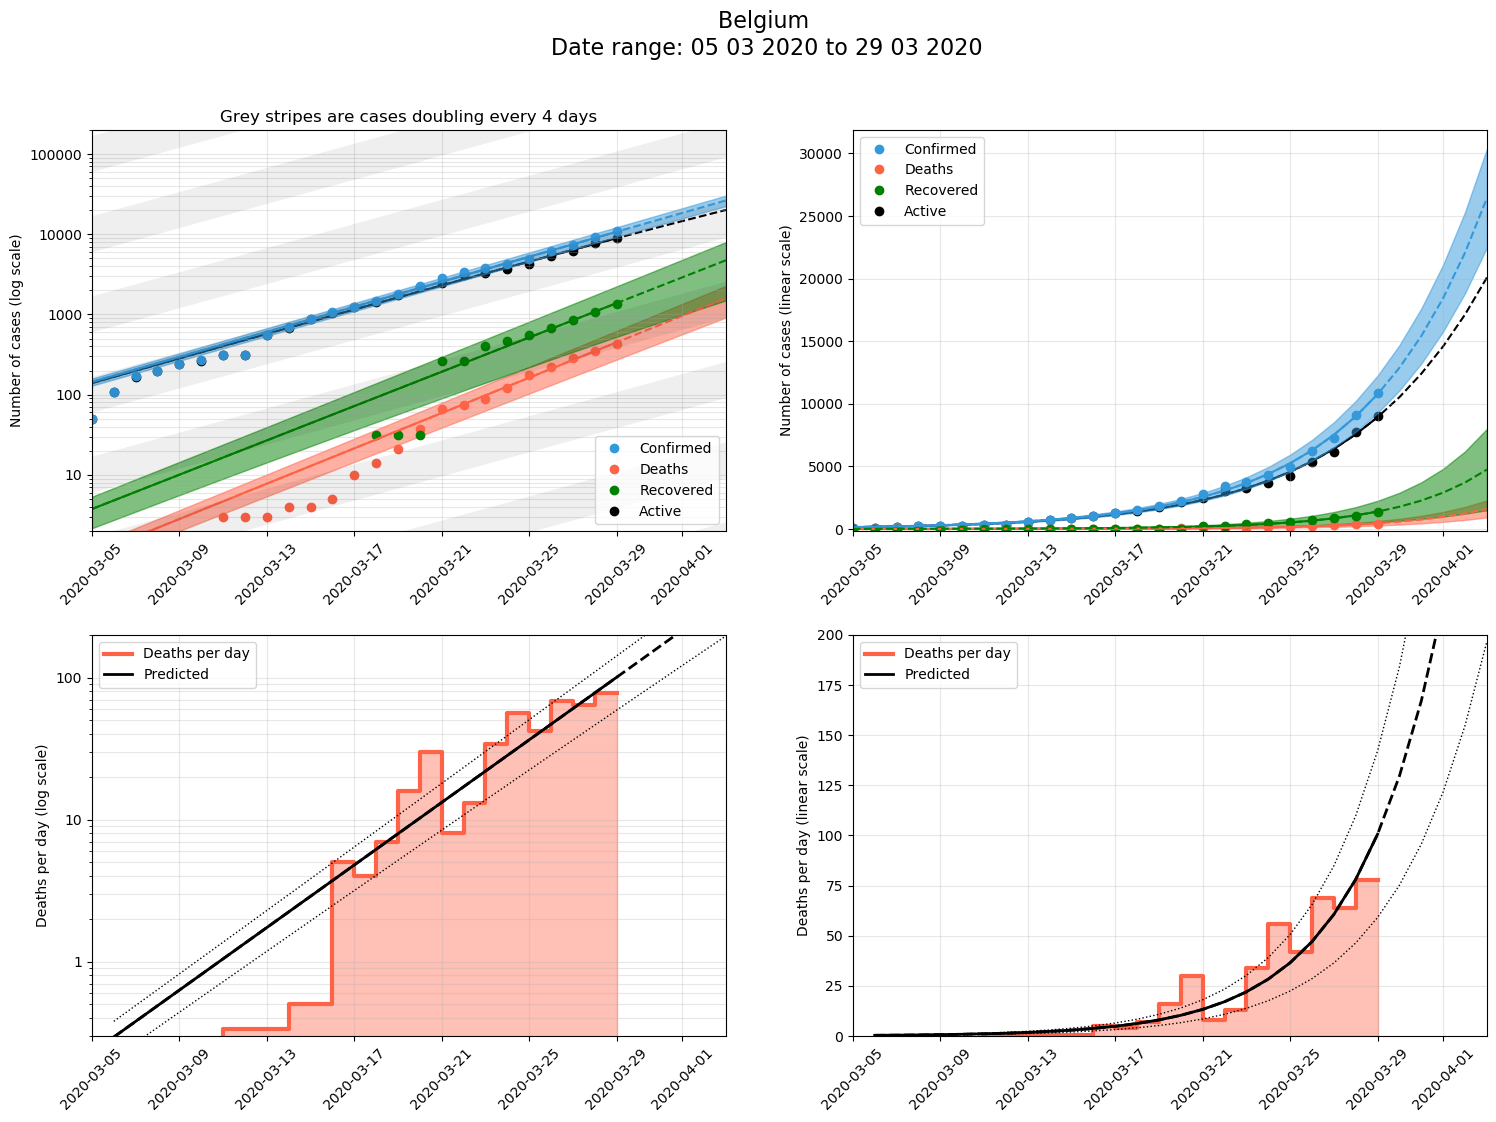 Belgium
Date range: 05 03 2020 to 29 03 2020
Grey stripes are cases doubling every 4 days
Number of cases (log scale)
100000
10000
1000
100
10
Confirmed
Deaths
Recovered
Active
2020-03-05
2020-03-09
2020-03-13
2020-03-17
2020-03-21
2020-03-25
2020-03-29
2020-04-01
Number of cases (linear scale)
30000
25000
20000
15000
10000
5000
0
Confirmed
Deaths
Recovered
Active
2020-03-05
2020-03-09
2020-03-13
2020-03-17
2020-03-21
2020-03-25
2020-03-29
2020-04-01
Deaths per day (log scale)
100
10
1
Deaths per day
Predicted
2020-03-05
2020-03-09
2020-03-13
2020-03-17
2020-03-21
2020-03-25
2020-03-29
2020-04-01
Deaths per day (linear scale)
200
175
150
125
100
75
50
25
0
Deaths per day
Predicted
2020-03-05
2020-03-09
2020-03-13
2020-03-17
2020-03-21
2020-03-25
2020-03-29
2020-04-01